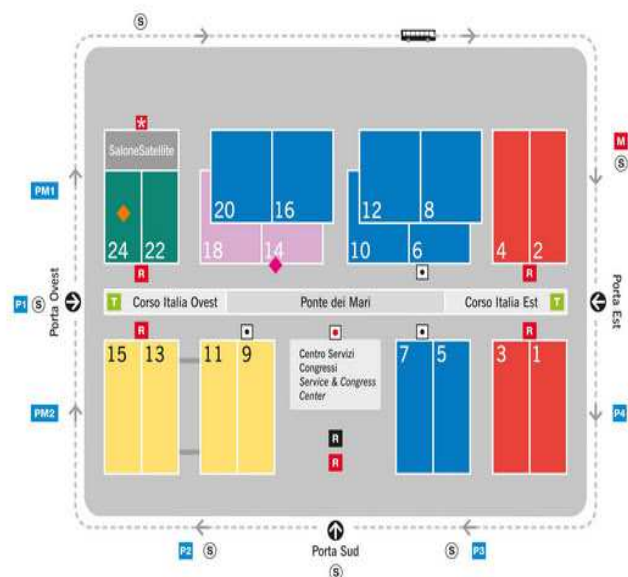 S
M
S
SaloneSatellite
PM1
20 16
12 8
24 22
18 14
10 6
4 2
R
R
P1 S
Porta Ovest
T Corso Italia Ovest
Ponte dei Mari
Corso Italia Est T
Porta Est
R
R
15 13
11 9
Centro Servizi
Congressi
Service & Congress
Center
7 5
3 1
PM2
P4
R
R
P2 S
Porta Sud
S
S P3